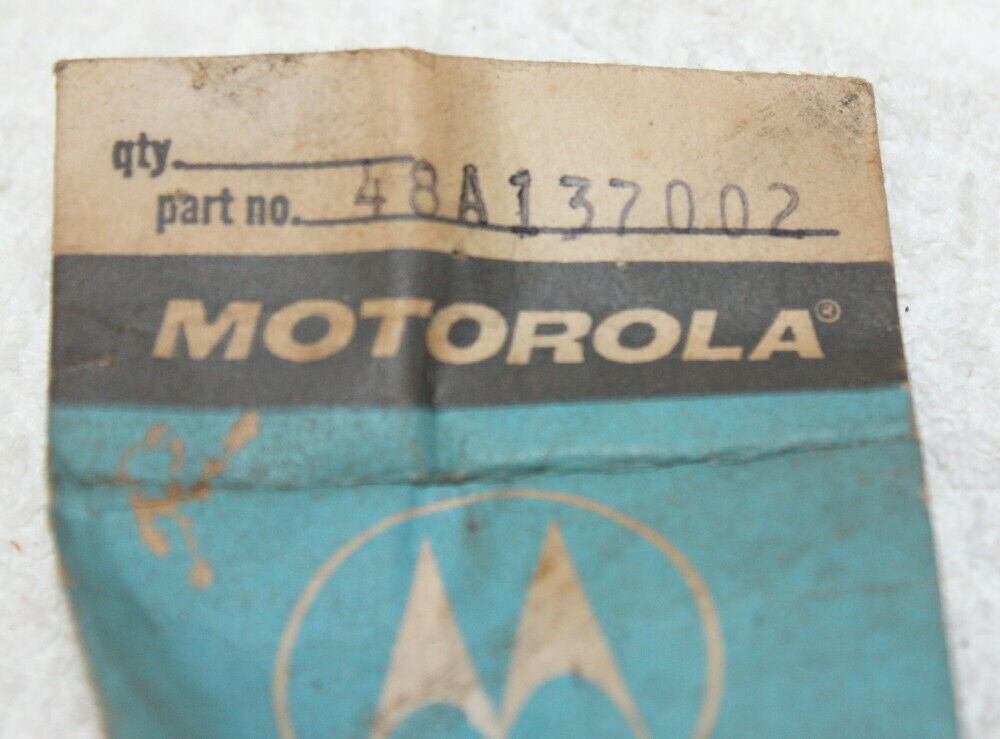 qty.
part no. 48A137002
MOTOROLA®